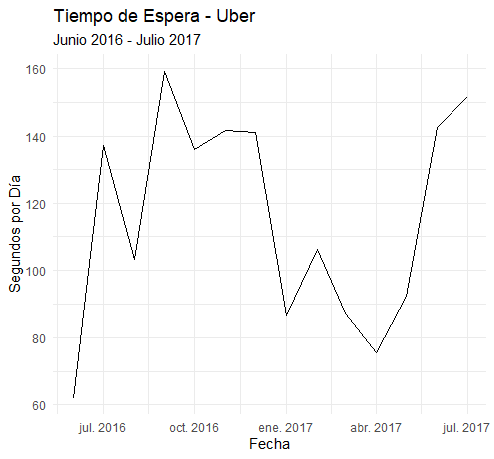 Tiempo de Espera - Uber
Junio 2016 - Julio 2017
Segundos por Día
160
140
120
100
80
60
jul. 2016 oct. 2016 ene. 2017 abr. 2017 jul. 2017
Fecha